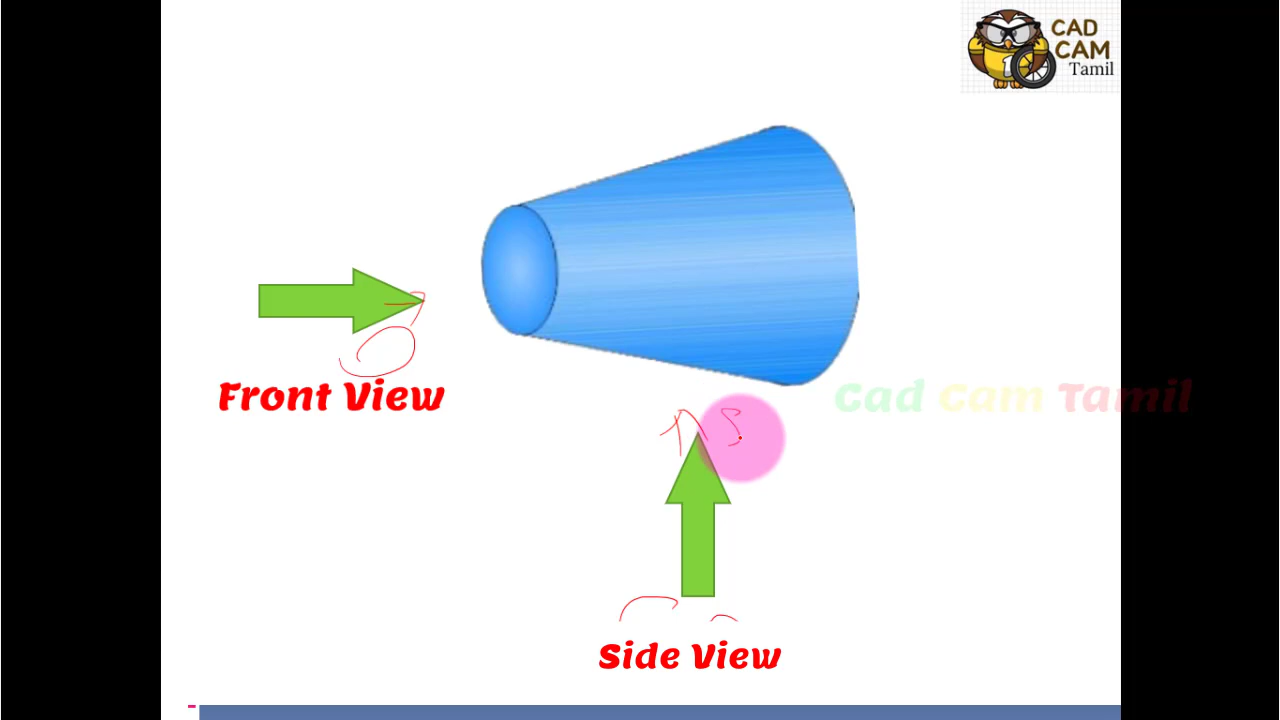 CAD
CAM
Tamil
Front View
Cad Cam Tamil
Side View